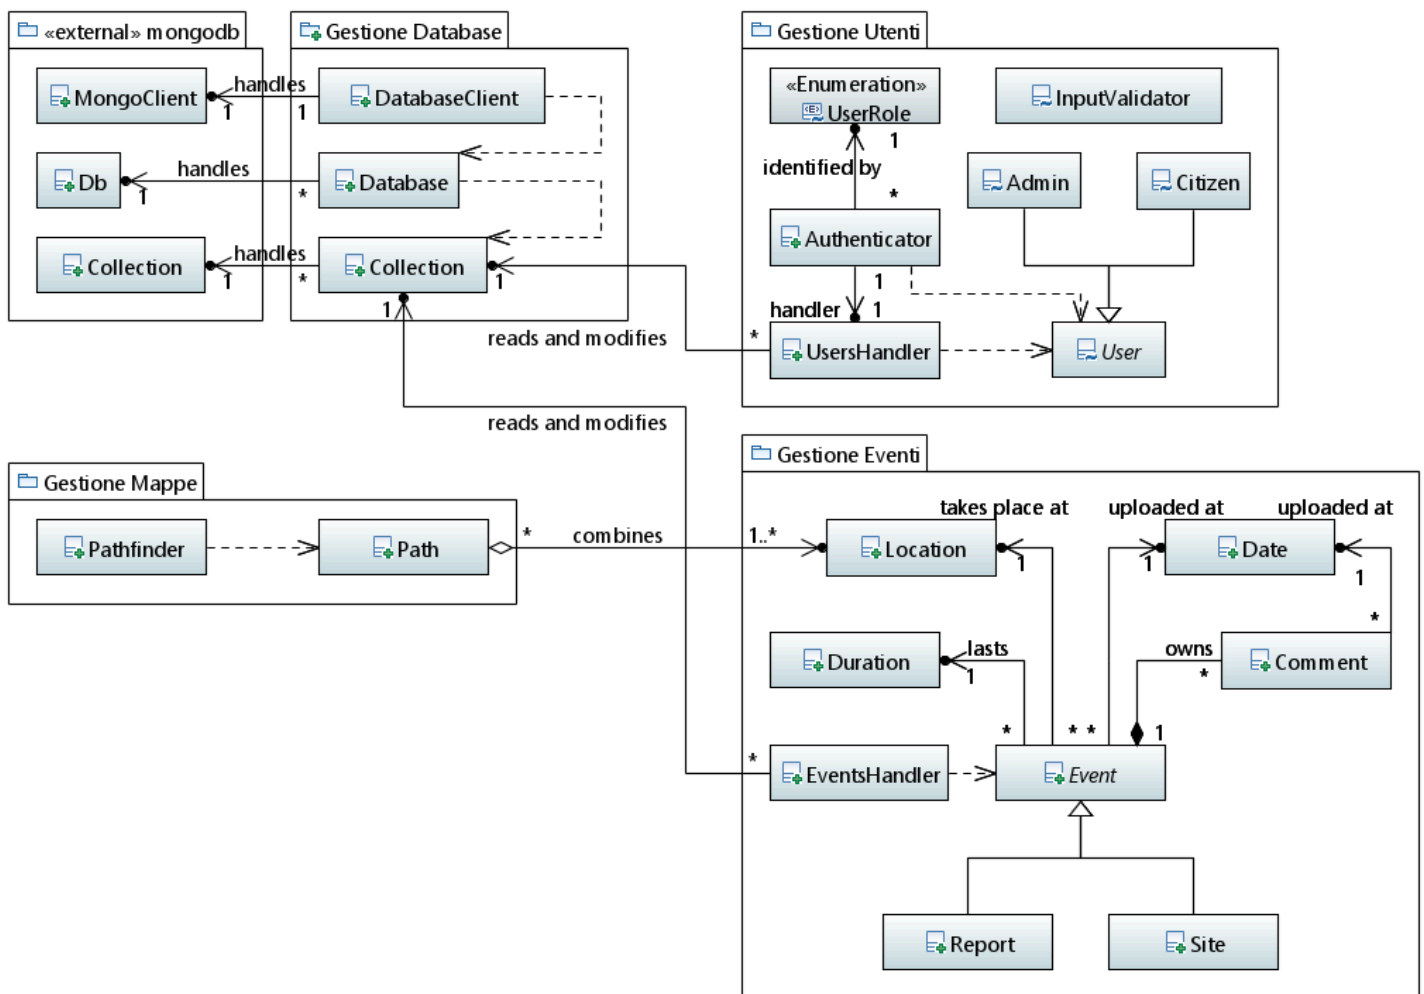 «external» mongodb
Gestione Database
Gestione Utenti
MongoClient
handles
1
1
DatabaseClient
«Enumeration»
UserRole
1
InputValidator
Db
1
handles
*
Database
identified by
*
Admin
Citizen
Collection
handles
1
*
Collection
1
1
Authenticator
1
handler
1
reads and modifies
*
UsersHandler
User
reads and modifies
Gestione Eventi
Gestione Mappe
takes place at
uploaded at
uploaded at
Pathfinder
Path
*
combines
1..*
Location
1
1
Date
1
*
Duration
lasts
1
owns
*
Comment
*
*
*
1
*
EventsHandler
Event
Report
Site